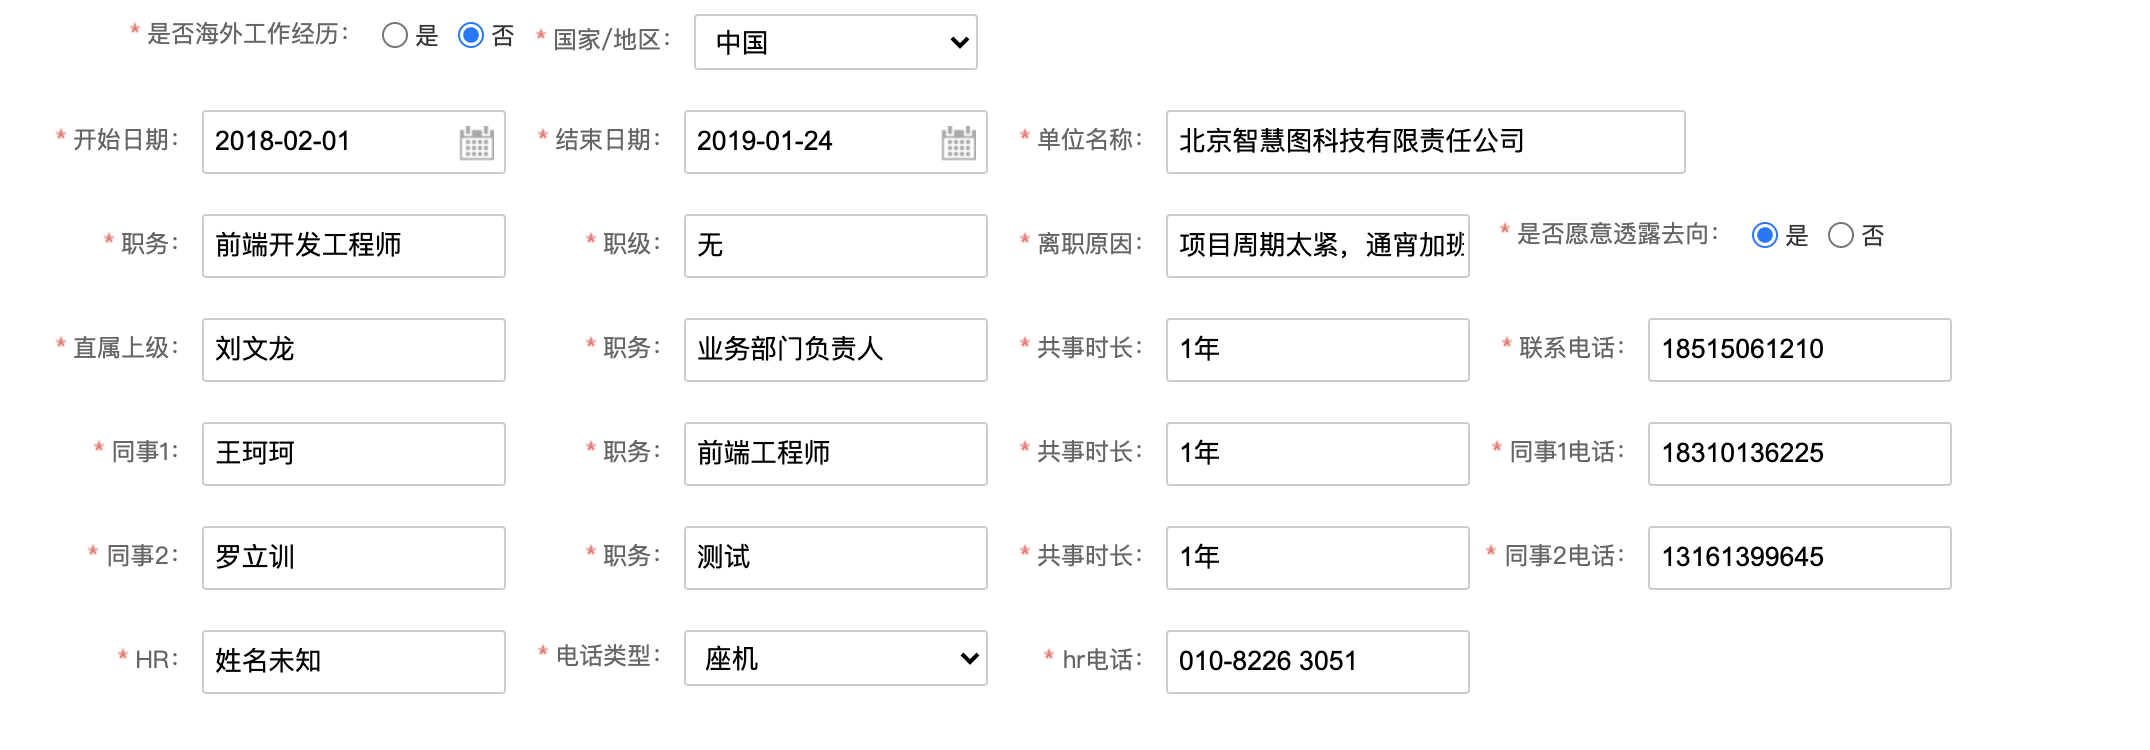 * 是否海外工作经历： 是 否 * 国家/地区： 中国
* 开始日期： 2018-02-01 * 结束日期： 2019-01-24 * 单位名称： 北京智慧图科技有限责任公司
* 职务： 前端开发工程师 * 职级： 无 * 离职原因： 项目周期太紧，通宵加班 * 是否愿意透露去向： 是 否
* 直属上级： 刘文龙 * 职务： 业务部门负责人 * 共事时长： 1年 * 联系电话： 18515061210
* 同事1： 王珂珂 * 职务： 前端工程师 * 共事时长： 1年 * 同事1电话： 18310136225
* 同事2： 罗立训 * 职务： 测试 * 共事时长： 1年 * 同事2电话： 13161399645
* HR： 姓名未知 * 电话类型： 座机 * hr电话： 010-8226 3051